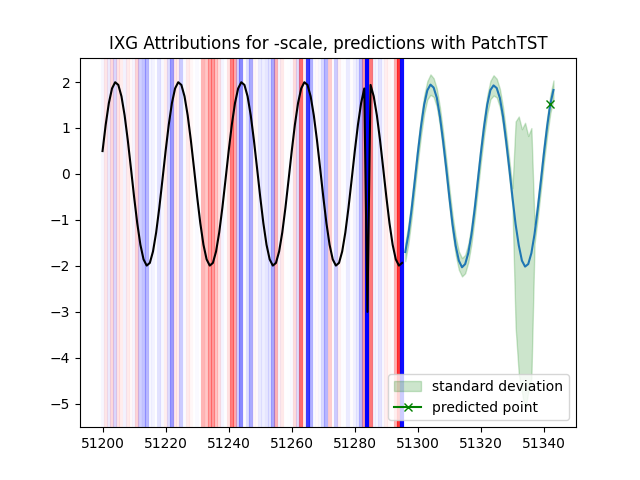 IXG Attributions for -scale, predictions with PatchTST
2
1
0
−1
−2
−3
−4
−5
standard deviation
predicted point
51200 51220 51240 51260 51280 51300 51320 51340